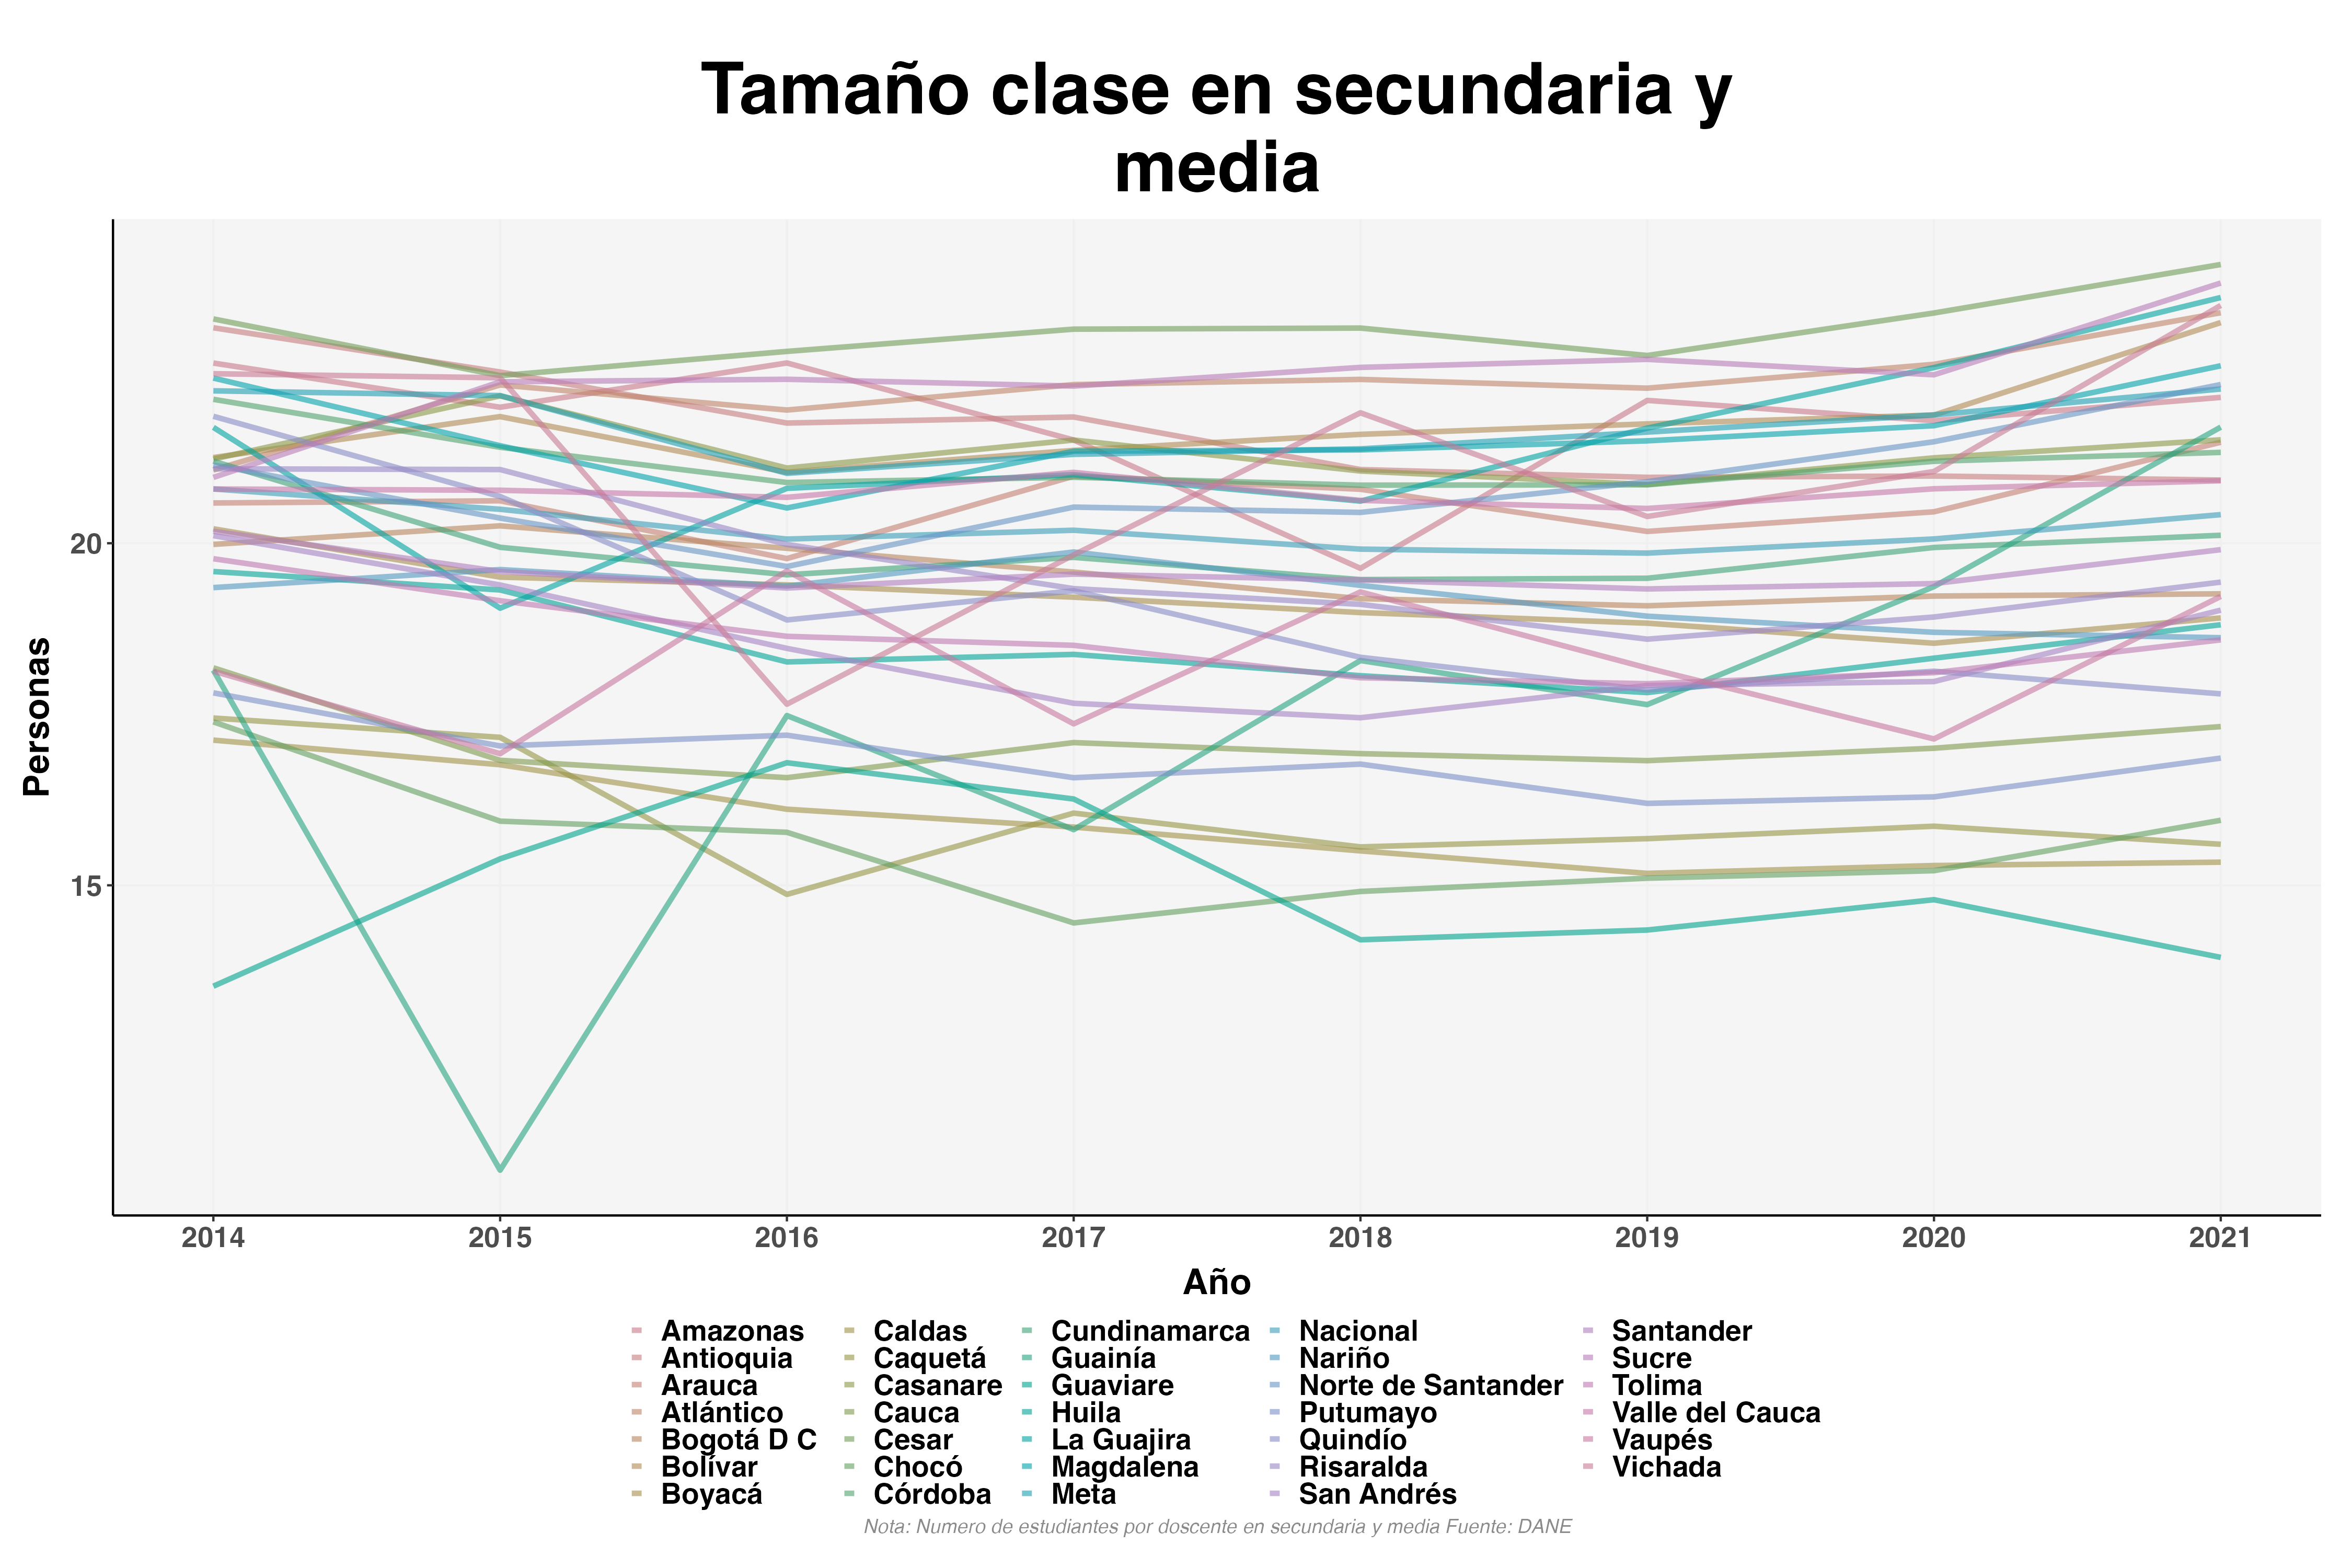 Tamaño clase en secundaria y
media
Personas
20
15
2014 2015 2016 2017 2018 2019 2020 2021
Año
Amazonas Caldas Cundinamarca Nacional Santander
Antioquia Caquetá Guainía Nariño Sucre
Arauca Casanare Guaviare Norte de Santander Tolima
Atlántico Cauca Huila Putumayo Valle del Cauca
Bogotá D C Cesar La Guajira Quindío Vaupés
Bolívar Chocó Magdalena Risaralda Vichada
Boyacá Córdoba Meta San Andrés
Nota: Numero de estudiantes por doscente en secundaria y media Fuente: DANE